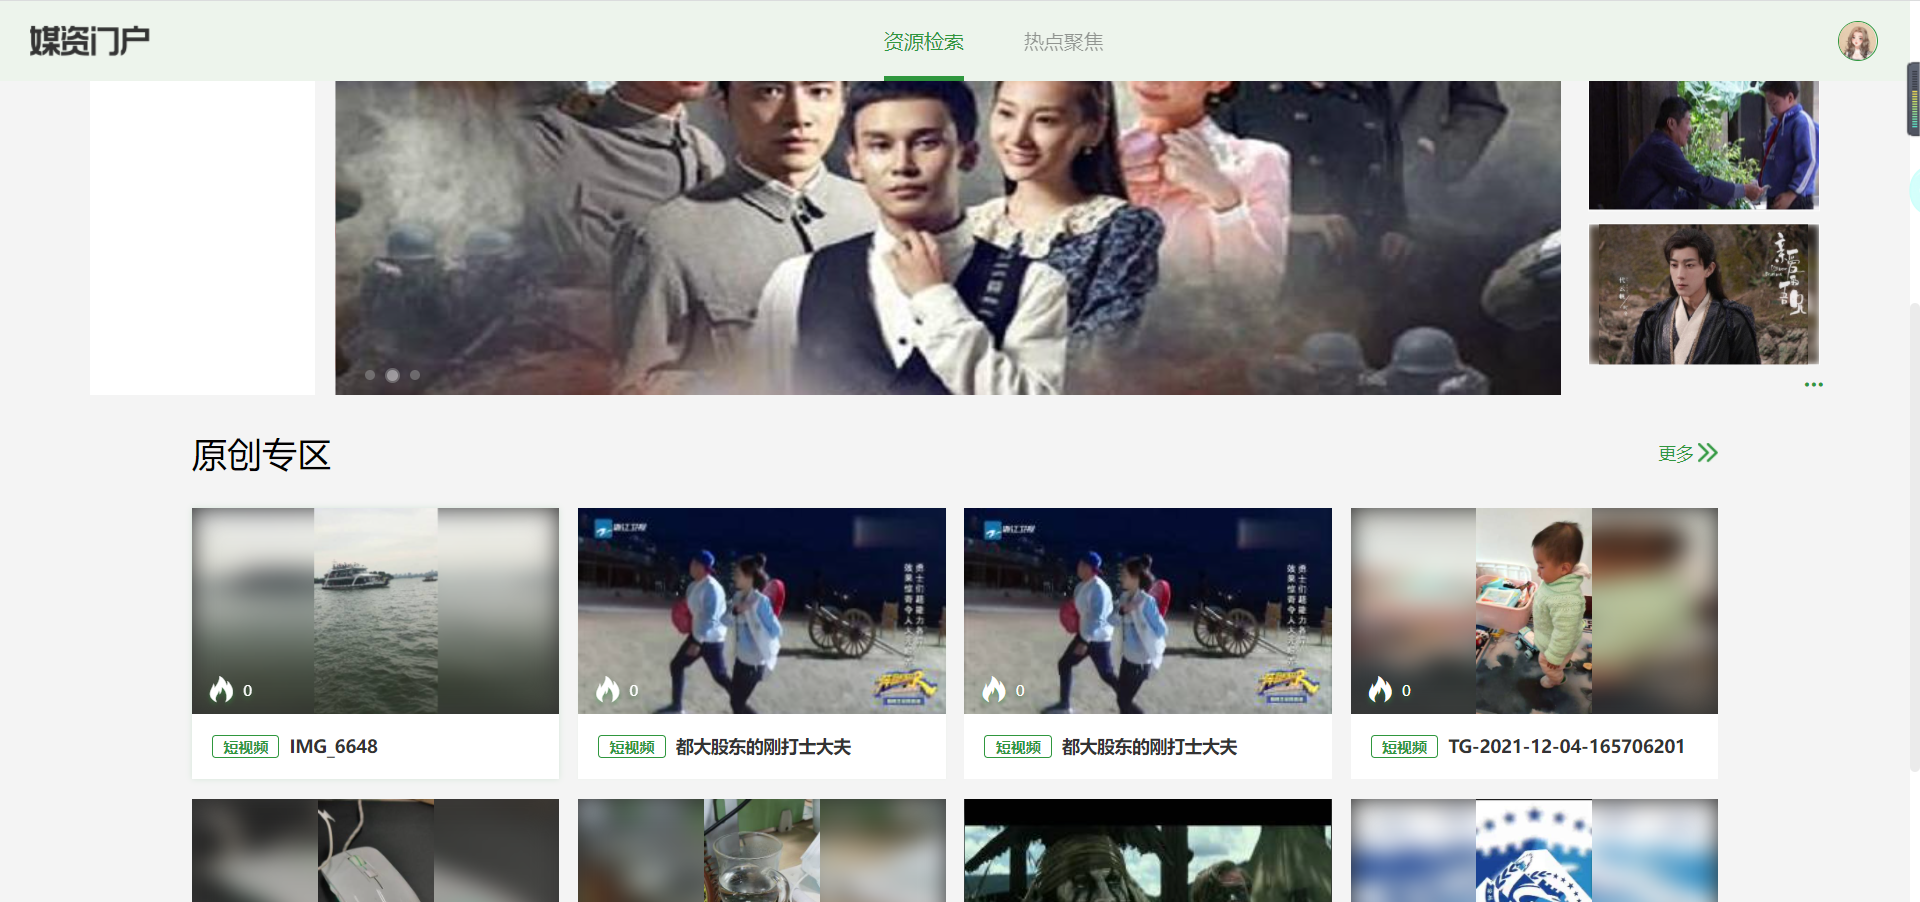 媒资门户
资源检索
热点聚焦
原创专区
更多
0
0
0
0
短视频 IMG_6648
短视频 都大股东的刚打士大夫
短视频 都大股东的刚打士大夫
短视频 TG-2021-12-04-165706201